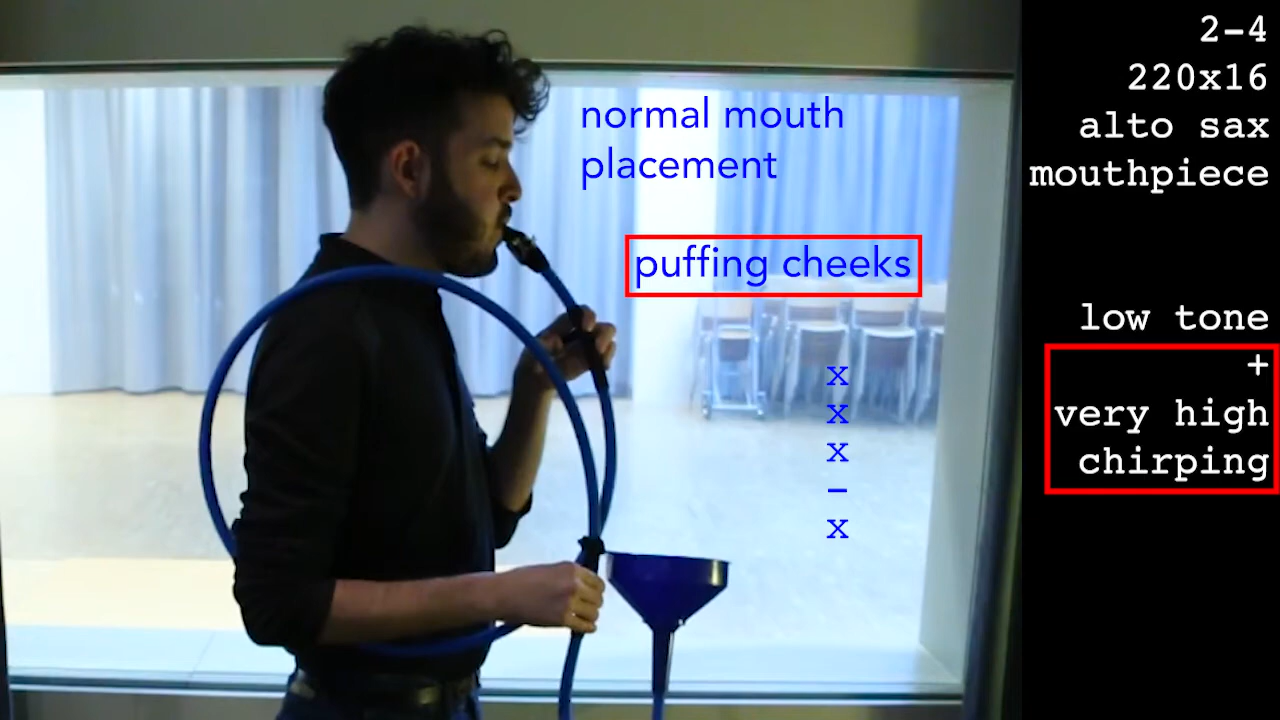 normal mouth
placement
puffing cheeks
x
x
x
-
x
2-4
220x16
alto sax
mouthpiece
low tone
+
very high
chirping